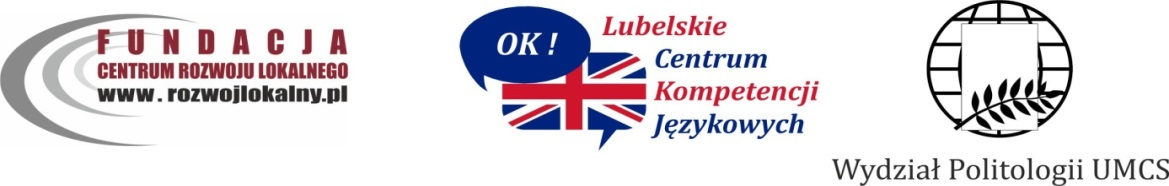 FUNDACJA
CENTRUM ROZWOJU LOKALNEGO
www.rozwojlokalny.pl
OK !
Lubelskie
Centrum
Kompetencji
Językowych
Wydział Politologii UMCS